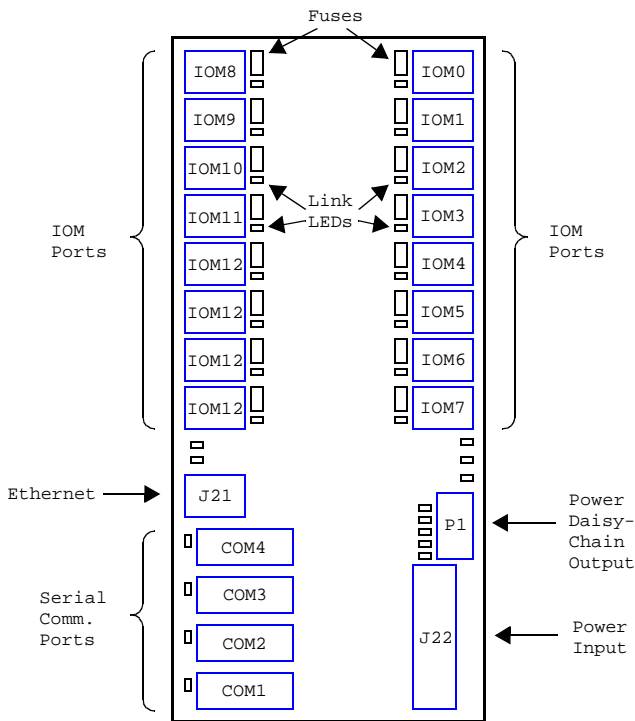 Fuses
IOM8
IOM0
IOM9
IOM1
IOM10
IOM2
Link
LEDs
IOM11
IOM3
IOM
Ports
IOM
Ports
IOM12
IOM4
IOM12
IOM5
IOM12
IOM6
IOM12
IOM7
Ethernet
J21
P1
Power
Daisy-
Chain
Output
COM4
Serial
Comm.
Ports
COM3
COM2
COM1
J22
Power
Input